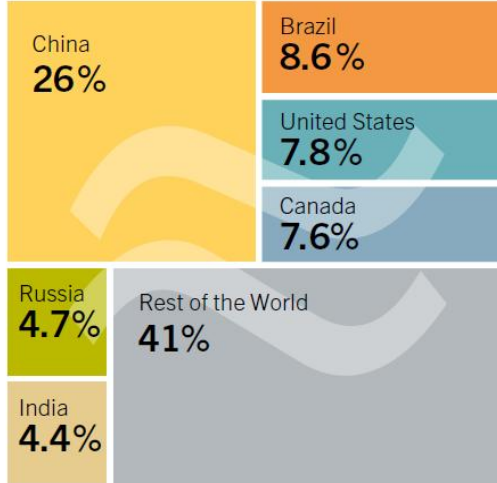 China
26%
Brazil
8.6%
United States
7.8%
Canada
7.6%
Russia
4.7%
Rest of the World
41%
India
4.4%